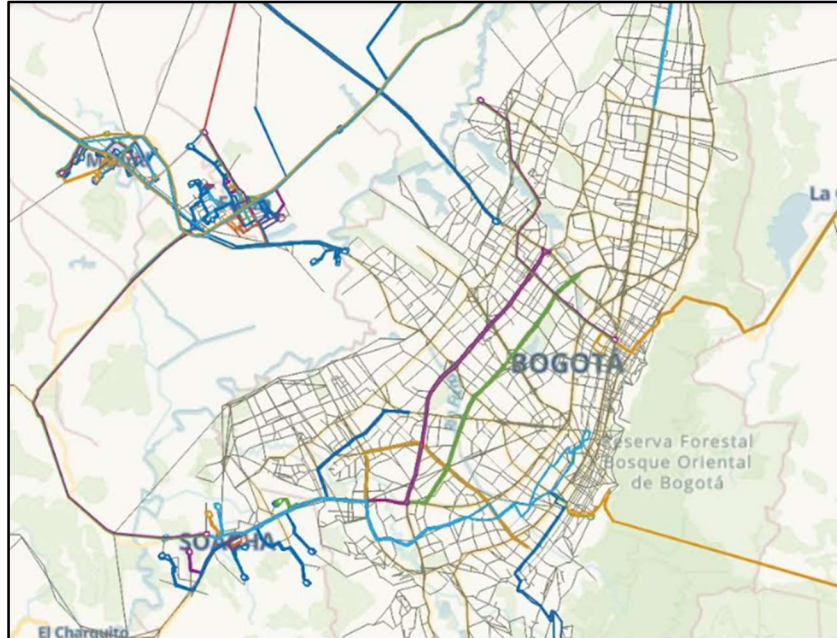 La
BOGOTÁ
Reserva Forestal
Bosque Oriental
de Bogotá
SOACHA
El Charquito